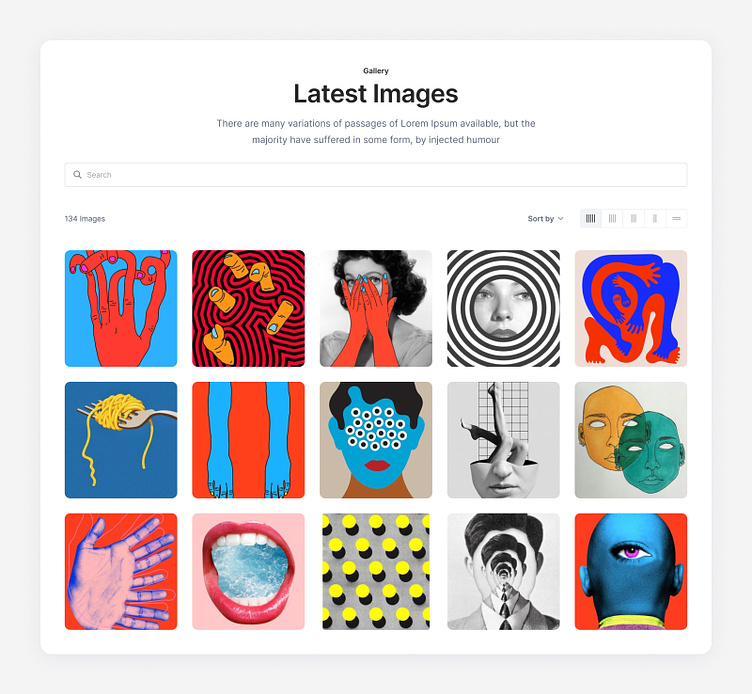 Gallery
Latest Images
There are many variations of passages of Lorem Ipsum available, but the
majority have suffered in some form, by injected humour
Search
134 Images
Sort by